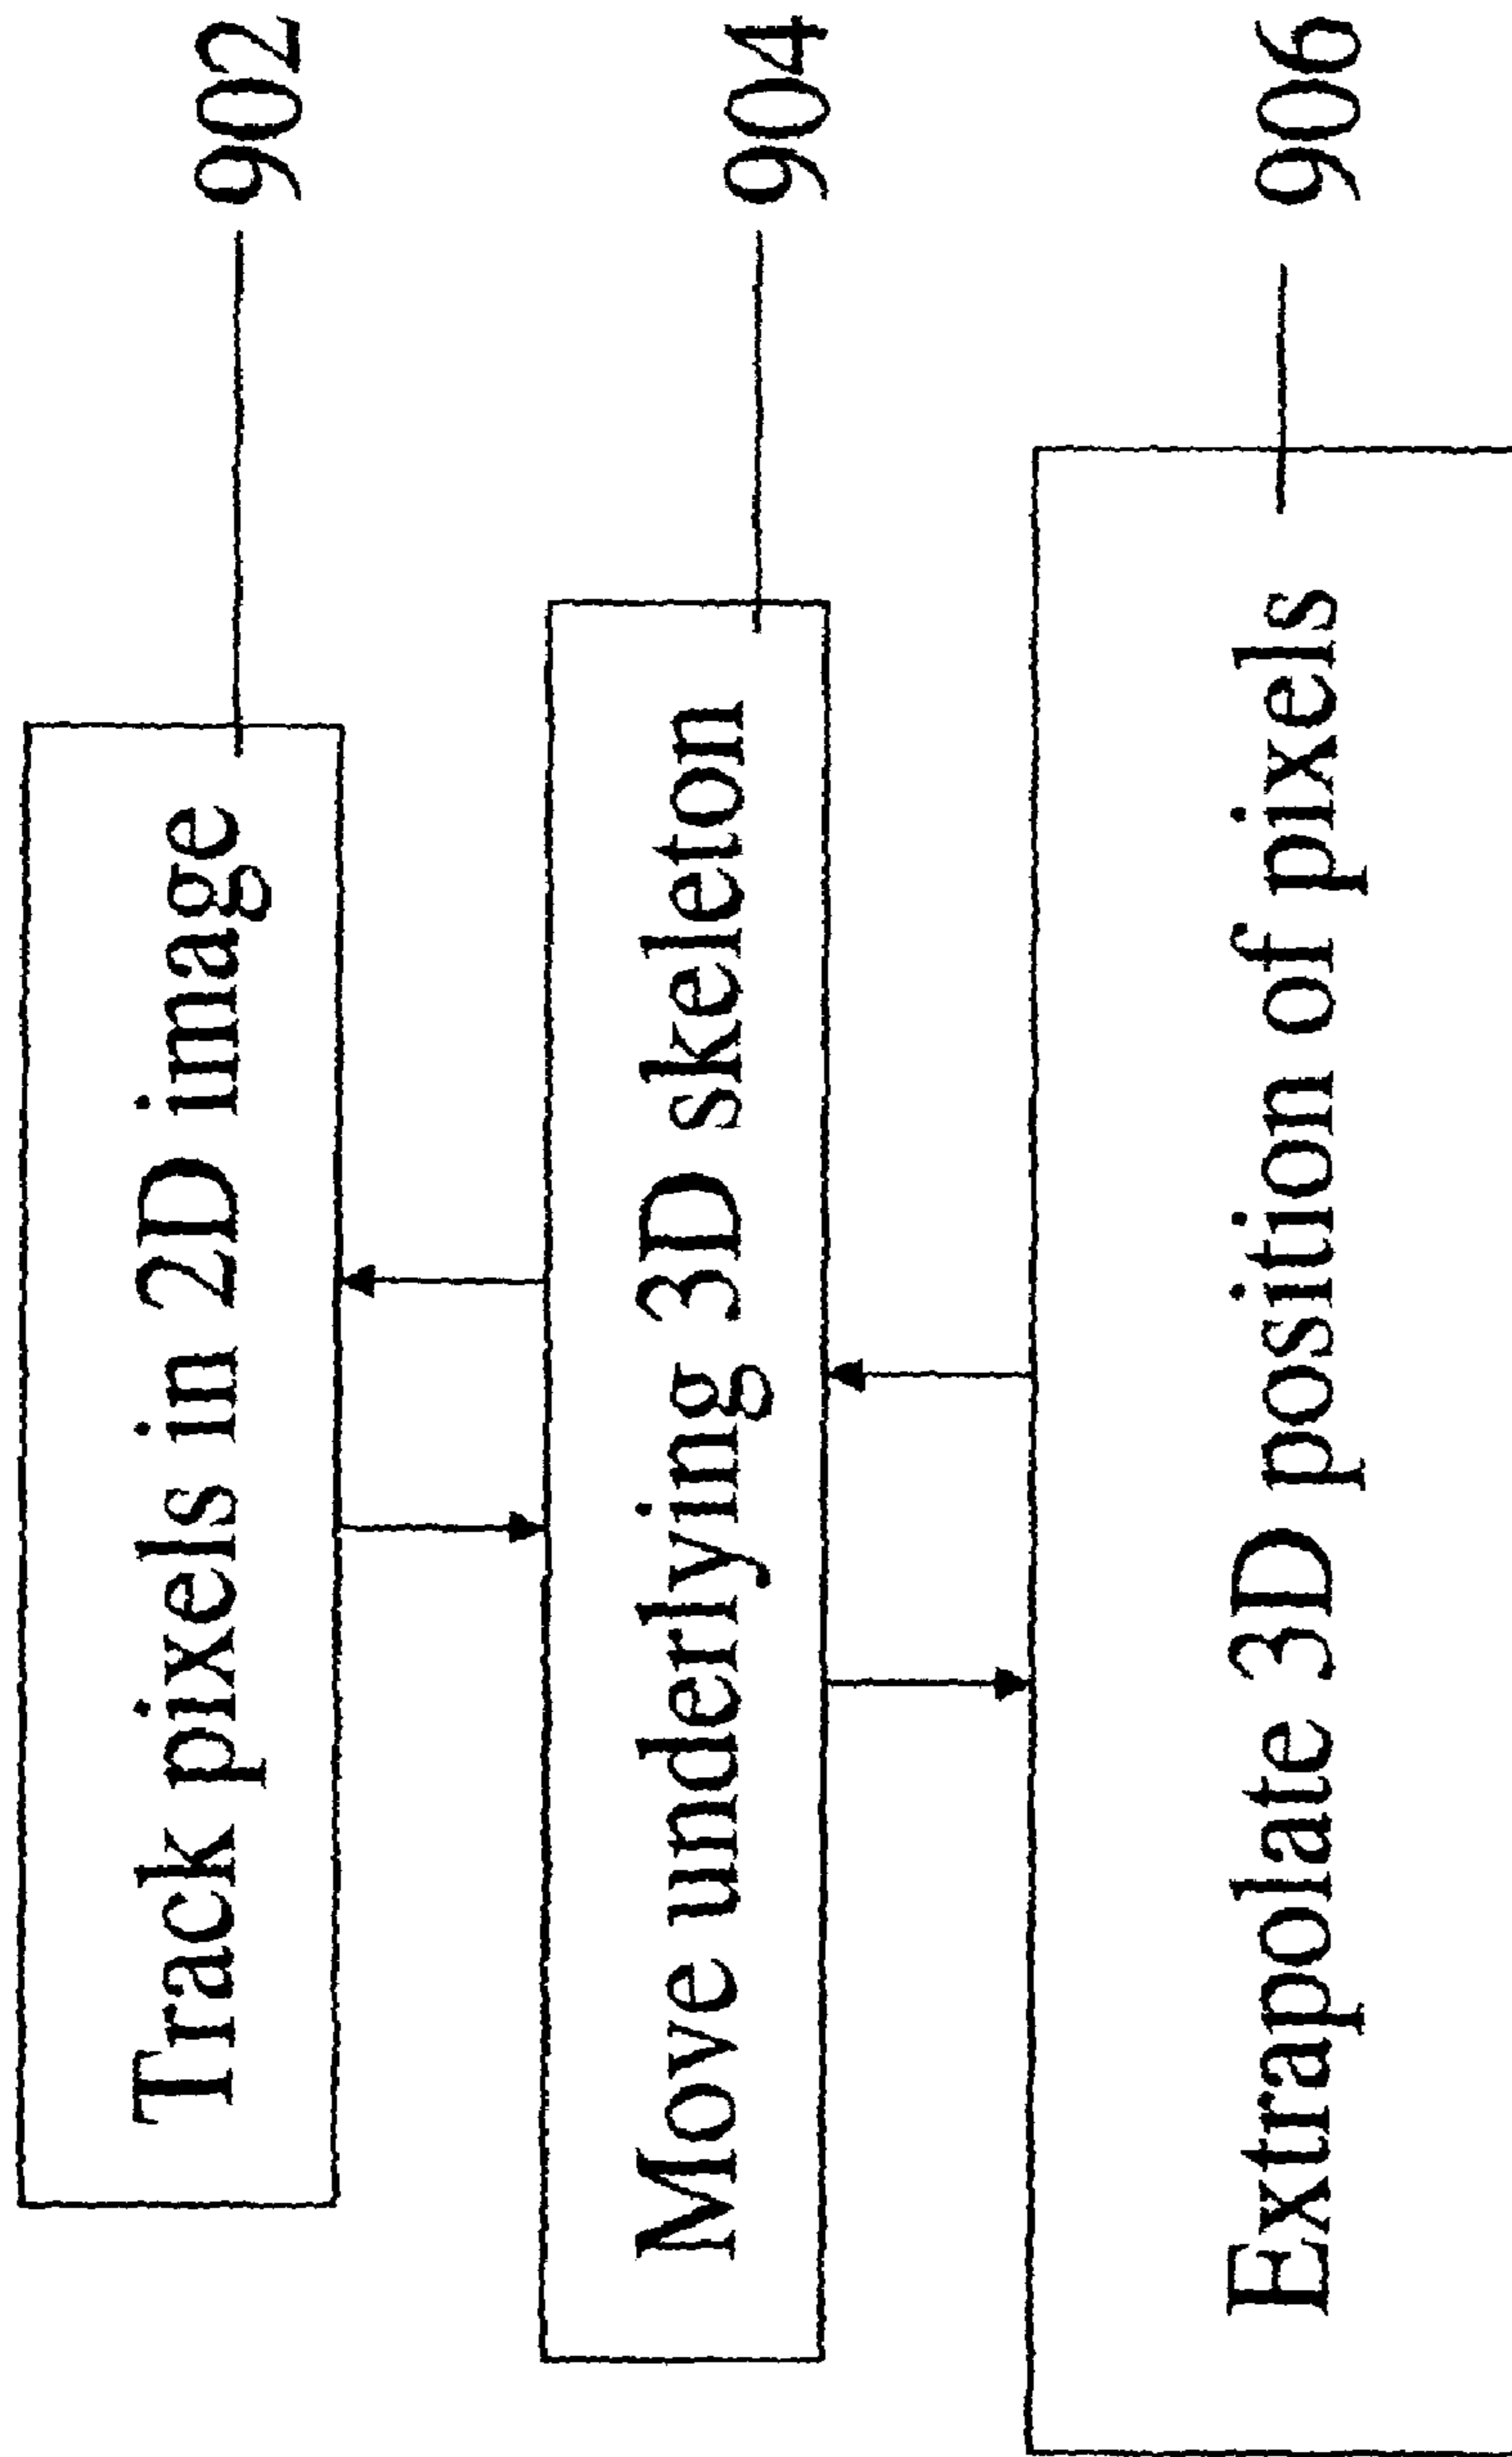 Track pixels in 2D image
902
Move underlying 3D skeleton
904
Extrapolate 3D position of pixels
906